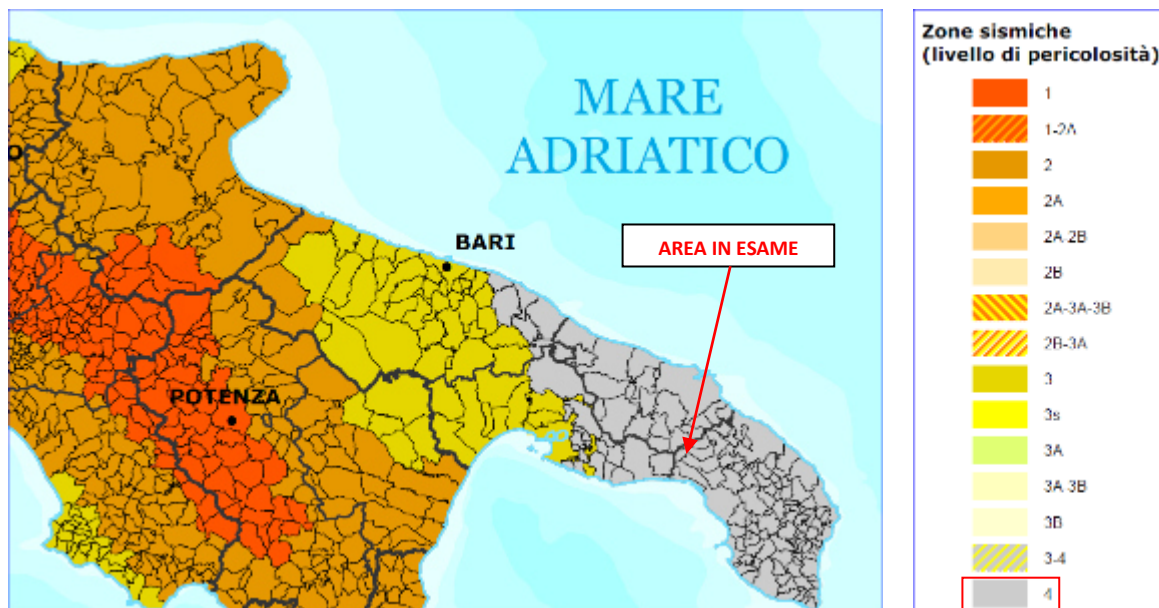 MARE
ADRIATICO
BARI
AREA IN ESAME
POTENZA
O
Zone sismiche
(livello di pericolosità)
1
1-2A
2
2A
2A-2B
2B
2A-3A-3B
2B-3A
3
3s
3A
3A-3B
3B
3-4
4